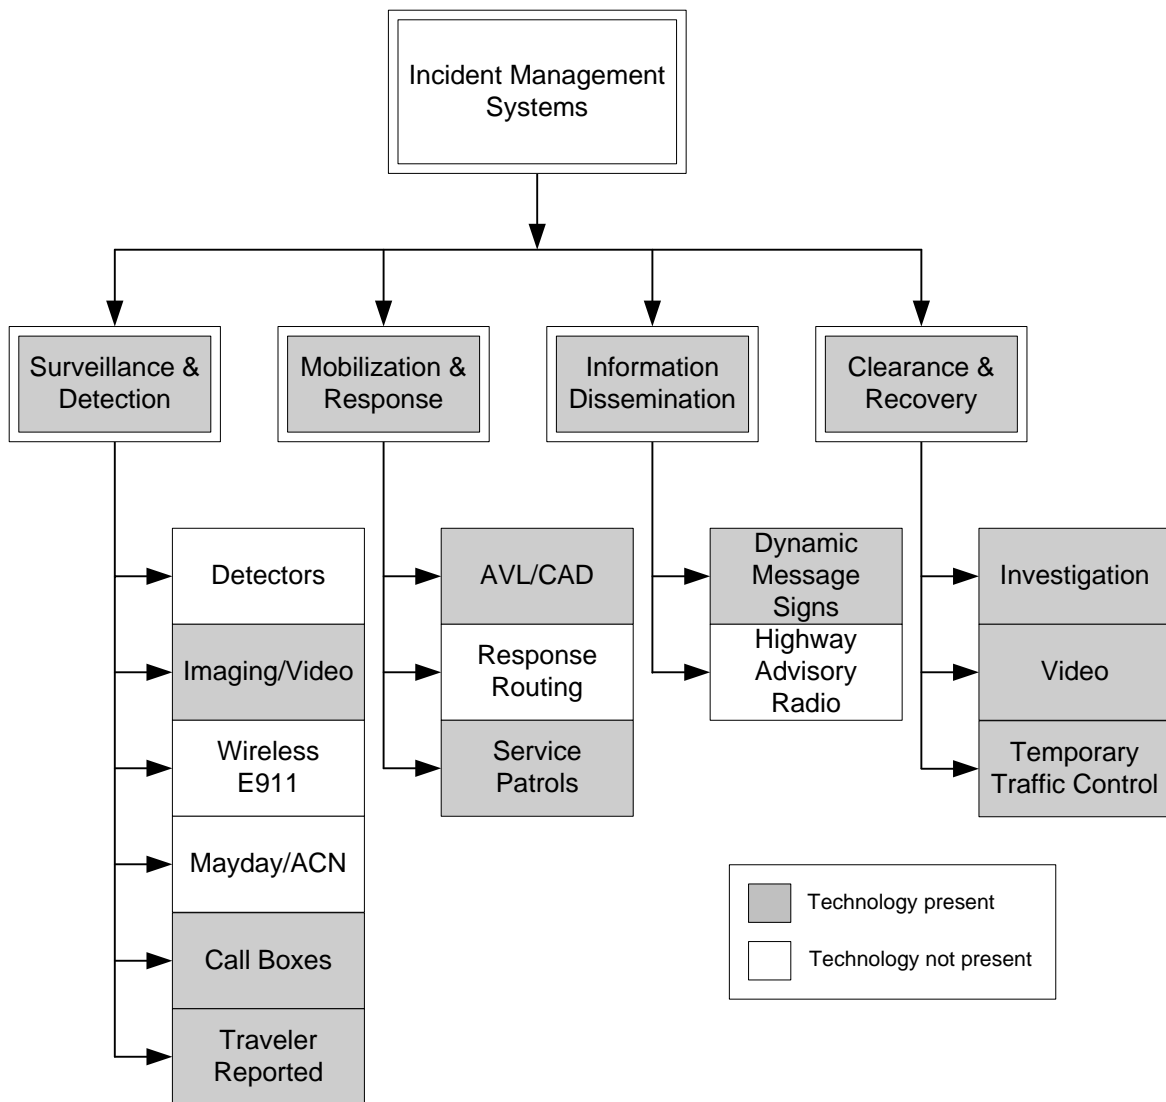 Incident Management
Systems
Surveillance &
Detection
Mobilization &
Response
Information
Dissemination
Clearance &
Recovery
Detectors
Imaging/Video
Wireless
E911
Mayday/ACN
Call Boxes
Traveler
Reported
AVL/CAD
Response
Routing
Service
Patrols
Dynamic
Message
Signs
Highway
Advisory
Radio
Investigation
Video
Temporary
Traffic Control
Technology present
Technology not present